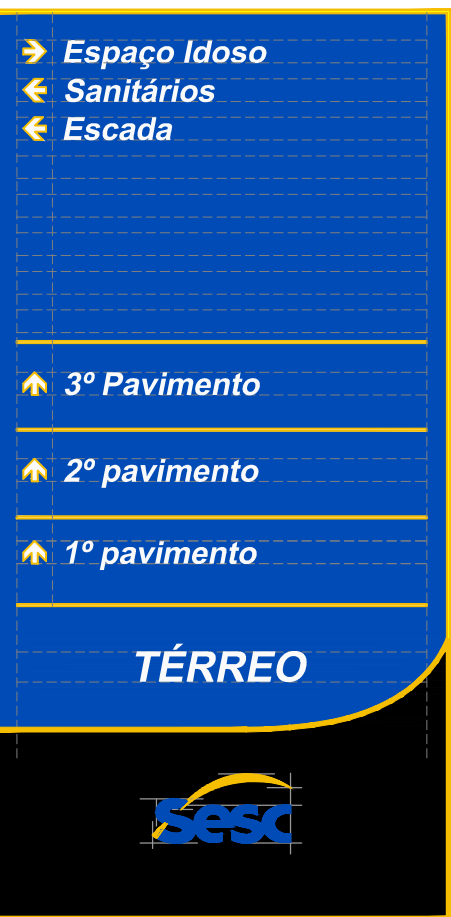 Espaço Idoso
Sanitários
Escada
3º Pavimento
2º pavimento
1º pavimento
TÉRREO
Sesc